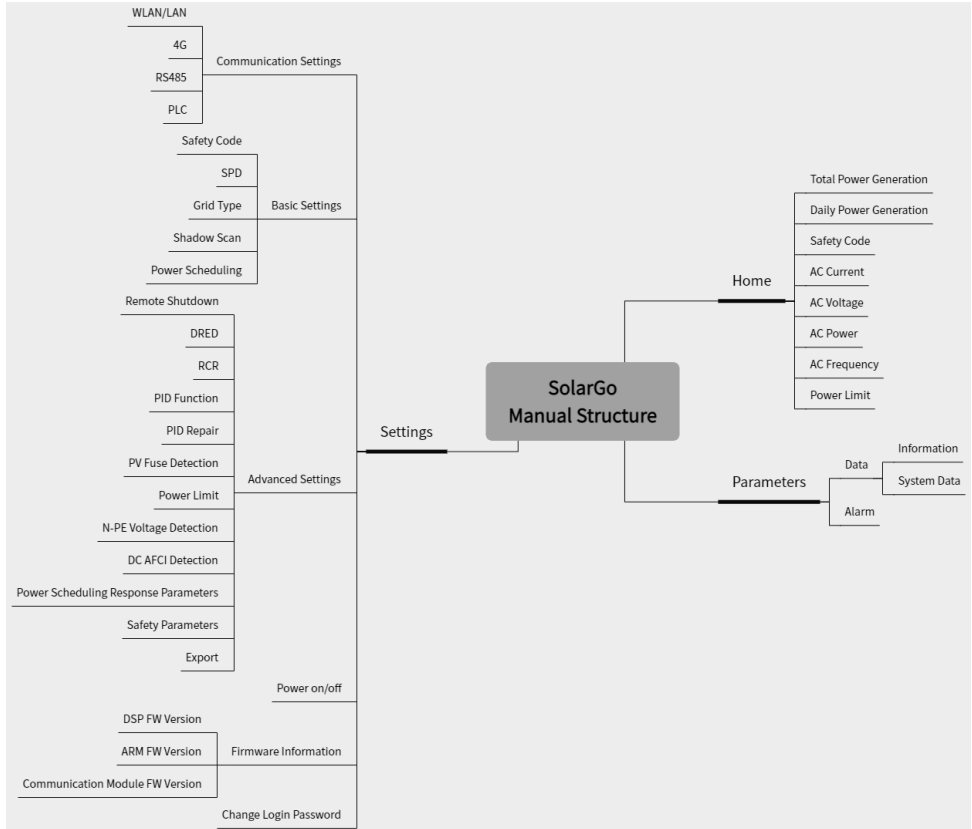 SolarGo
Manual Structure
Home
Total Power Generation
Daily Power Generation
Safety Code
AC Current
AC Voltage
AC Power
AC Frequency
Power Limit
Parameters
Data
Information
System Data
Alarm
Settings
Communication Settings
WLAN/LAN
4G
RS485
PLC
Basic Settings
Safety Code
SPD
Grid Type
Shadow Scan
Power Scheduling
Advanced Settings
Remote Shutdown
DRED
RCR
PID Function
PID Repair
PV Fuse Detection
Power Limit
N-PE Voltage Detection
DC AFCI Detection
Power Scheduling Response Parameters
Safety Parameters
Export
Power on/off
Firmware Information
DSP FW Version
ARM FW Version
Communication Module FW Version
Change Login Password